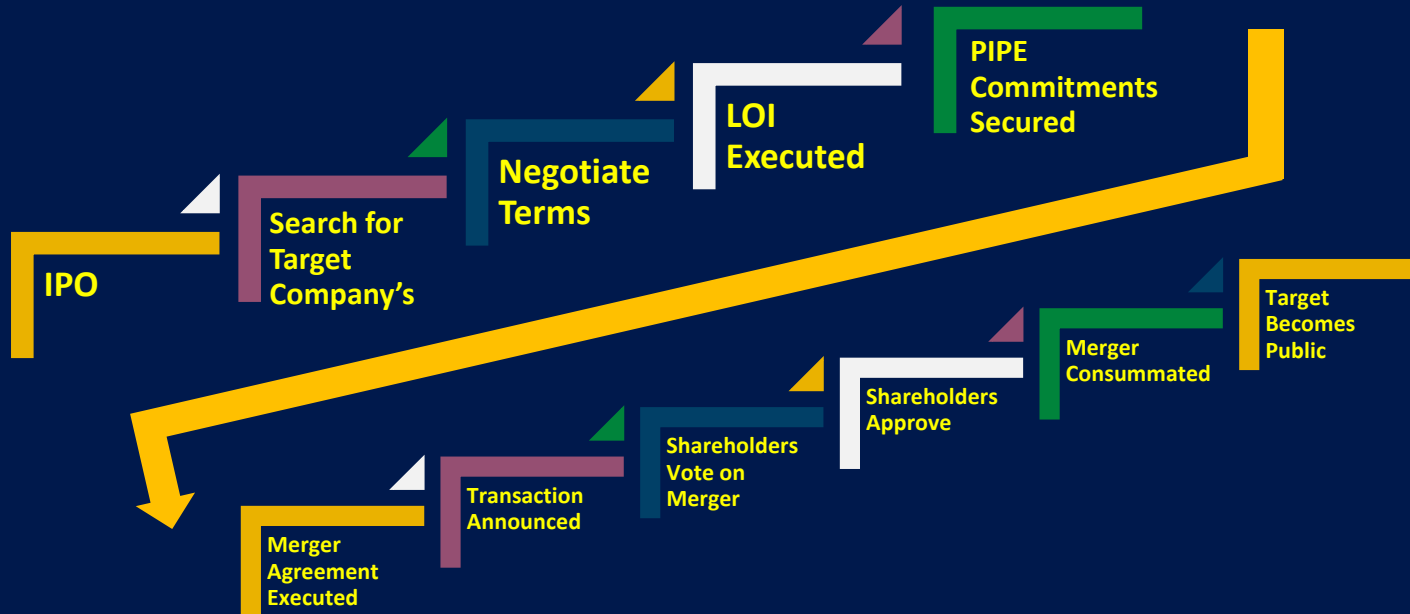 IPO
Search for
Target
Company’s
Negotiate
Terms
LOI
Executed
PIPE
Commitments
Secured
Merger
Agreement
Executed
Transaction
Announced
Shareholders
Vote on
Merger
Shareholders
Approve
Merger
Consummated
Target
Becomes
Public